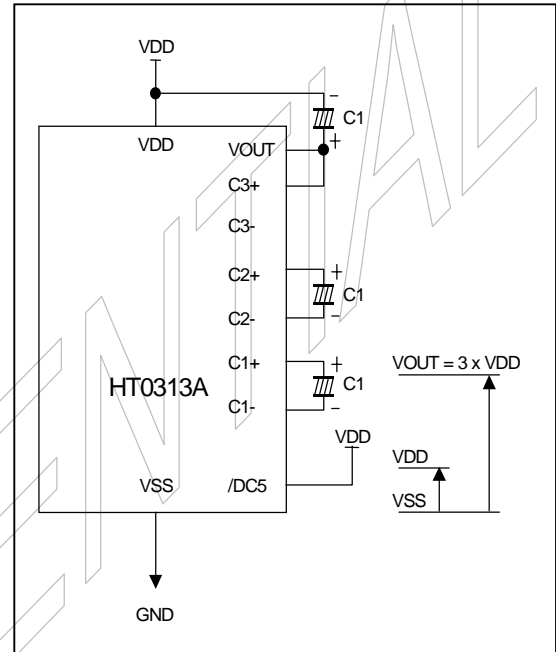 VDD
VDD
VOUT
C3+
C3-
C2+
C2-
C1+
C1-
HT0313A
VSS
/DC5
GND
−
C1
+
+
C1
−
+
C1
−
VDD
VOUT = 3 x VDD
VDD
VSS